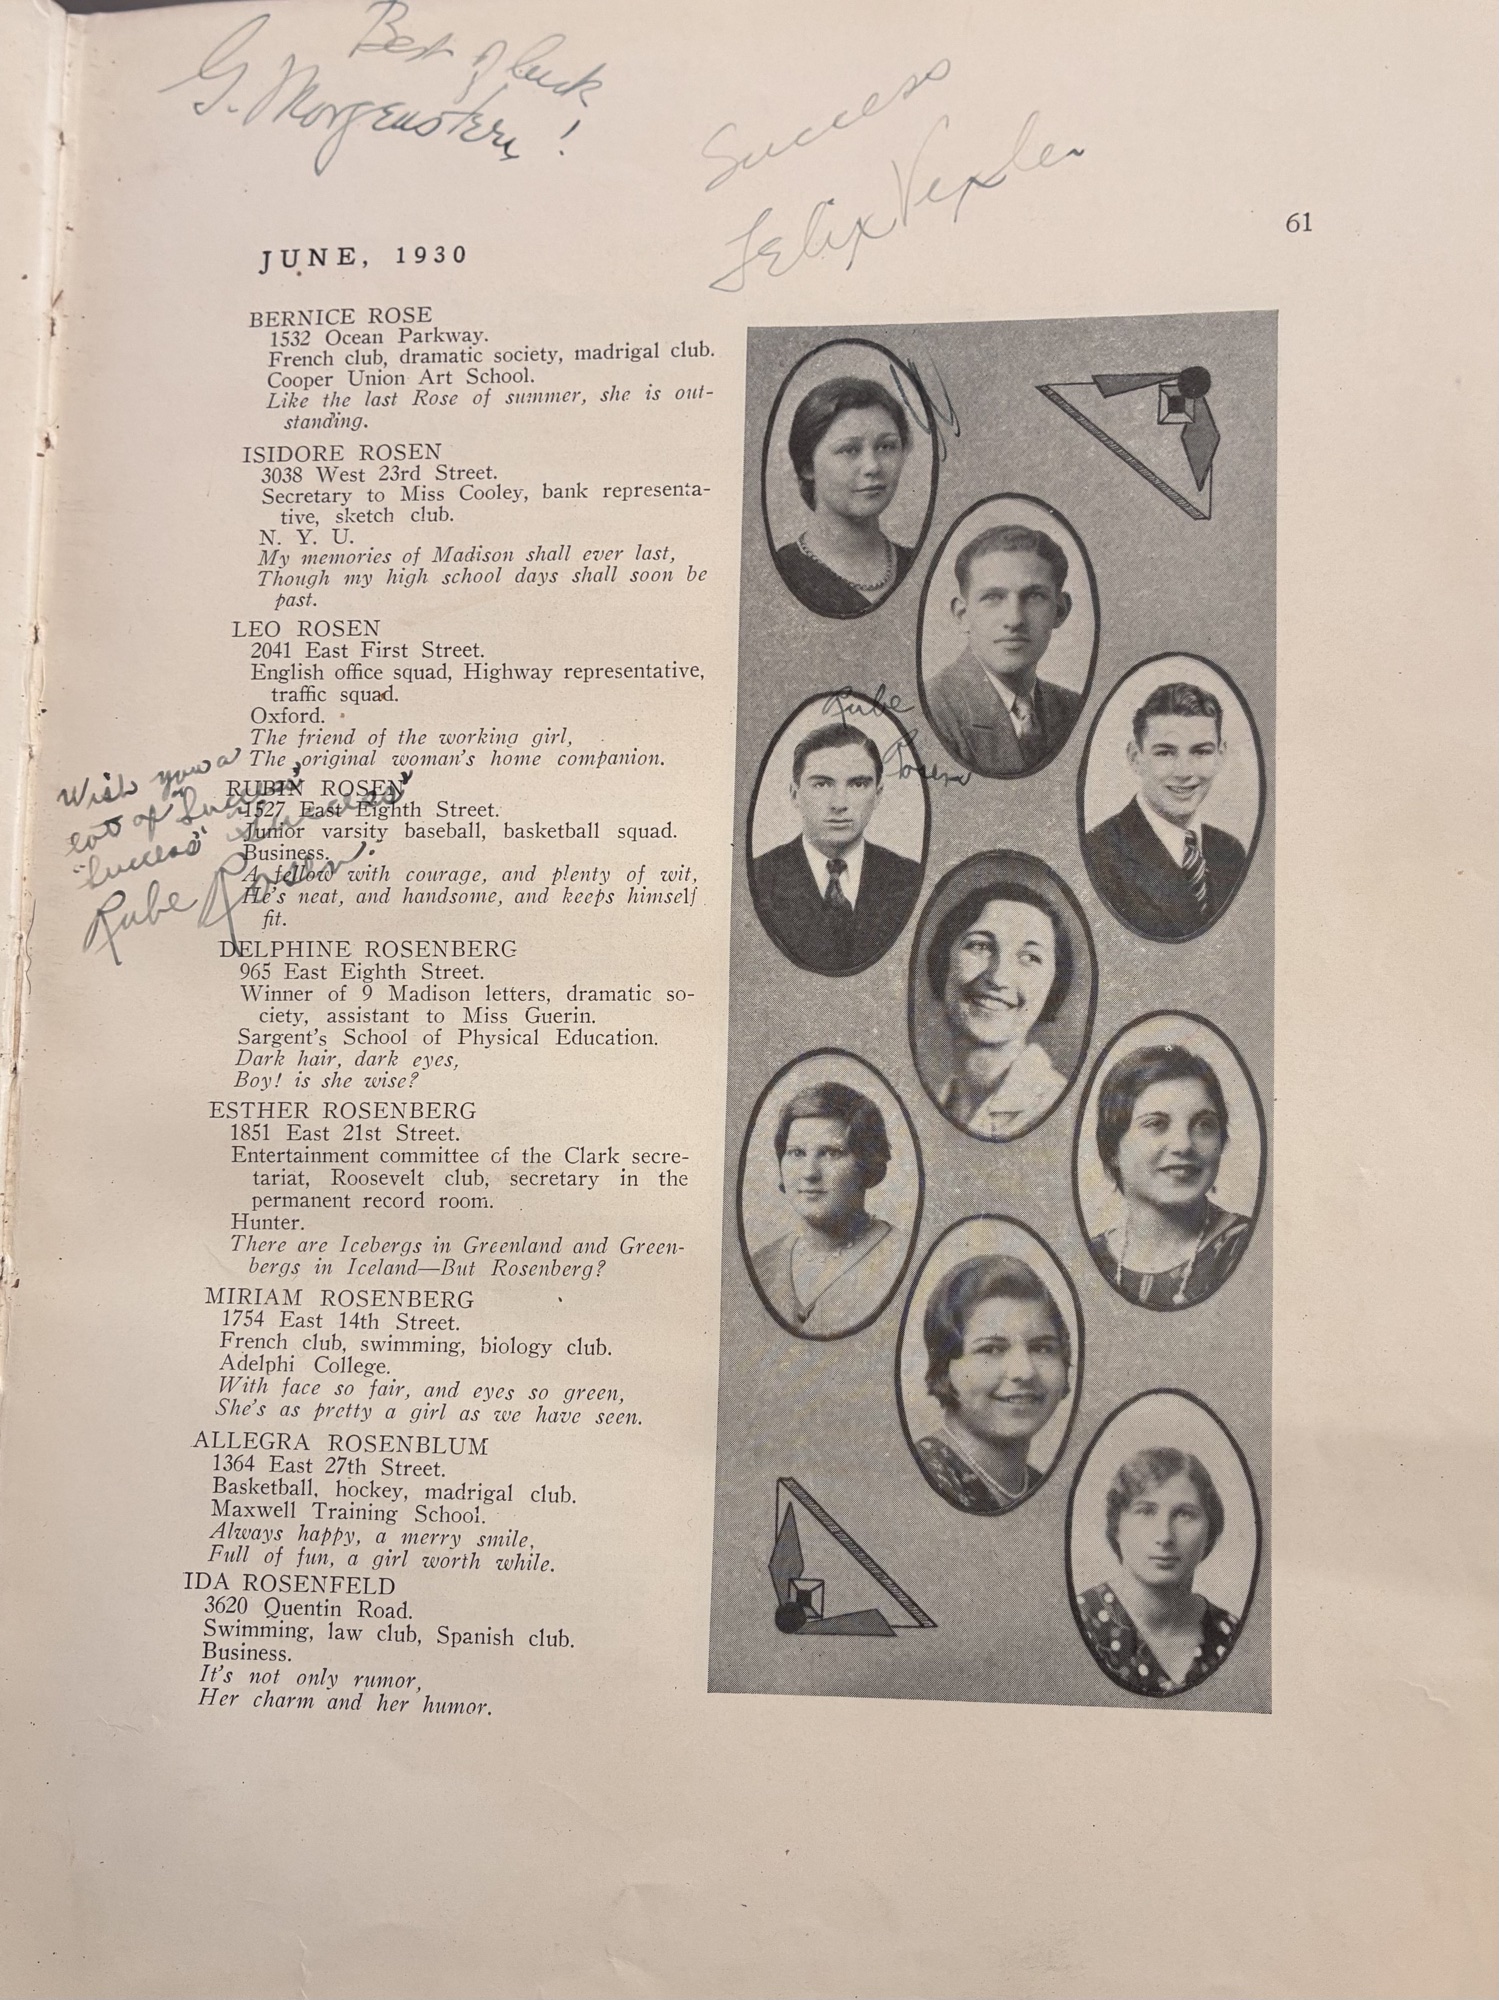 Best of luck
G. Morgenstern!
Success
Felix Vexler
61
JUNE, 1930
BERNICE ROSE
1532 Ocean Parkway.
French club, dramatic society, madrigal club.
Cooper Union Art School.
Like the last Rose of summer, she is out-
standing.
ISIDORE ROSEN
3038 West 23rd Street.
Secretary to Miss Cooley, bank representa-
tive, sketch club.
N. Y. U.
My memories of Madison shall ever last,
Though my high school days shall soon be
past.
LEO ROSEN
2041 East First Street.
English office squad, Highway representative,
traffic squad.
Oxford.
The friend of the working girl,
The original woman's home companion.
RUBIN ROSEN
1527 East Eighth Street.
Junior varsity baseball, basketball squad.
Business.
A fellow with courage, and plenty of wit,
He's neat, and handsome, and keeps himself
fit.
Wish you a
lot of "Success"
"Success" "Success"
Rube Rosen
DELPHINE ROSENBERG
965 East Eighth Street.
Winner of 9 Madison letters, dramatic so-
ciety, assistant to Miss Guerin.
Sargent's School of Physical Education.
Dark hair, dark eyes,
Boy! is she wise?
ESTHER ROSENBERG
1851 East 21st Street.
Entertainment committee of the Clark secre-
tariat, Roosevelt club, secretary in the
permanent record room.
Hunter.
There are Icebergs in Greenland and Green-
bergs in Iceland—But Rosenberg?
MIRIAM ROSENBERG
1754 East 14th Street.
French club, swimming, biology club.
Adelphi College.
With face so fair, and eyes so green,
She's as pretty a girl as we have seen.
ALLEGRA ROSENBLUM
1364 East 27th Street.
Basketball, hockey, madrigal club.
Maxwell Training School.
Always happy, a merry smile,
Full of fun, a girl worth while.
IDA ROSENFELD
3620 Quentin Road.
Swimming, law club, Spanish club.
Business.
It's not only rumor,
Her charm and her humor.
Rube
Rosen